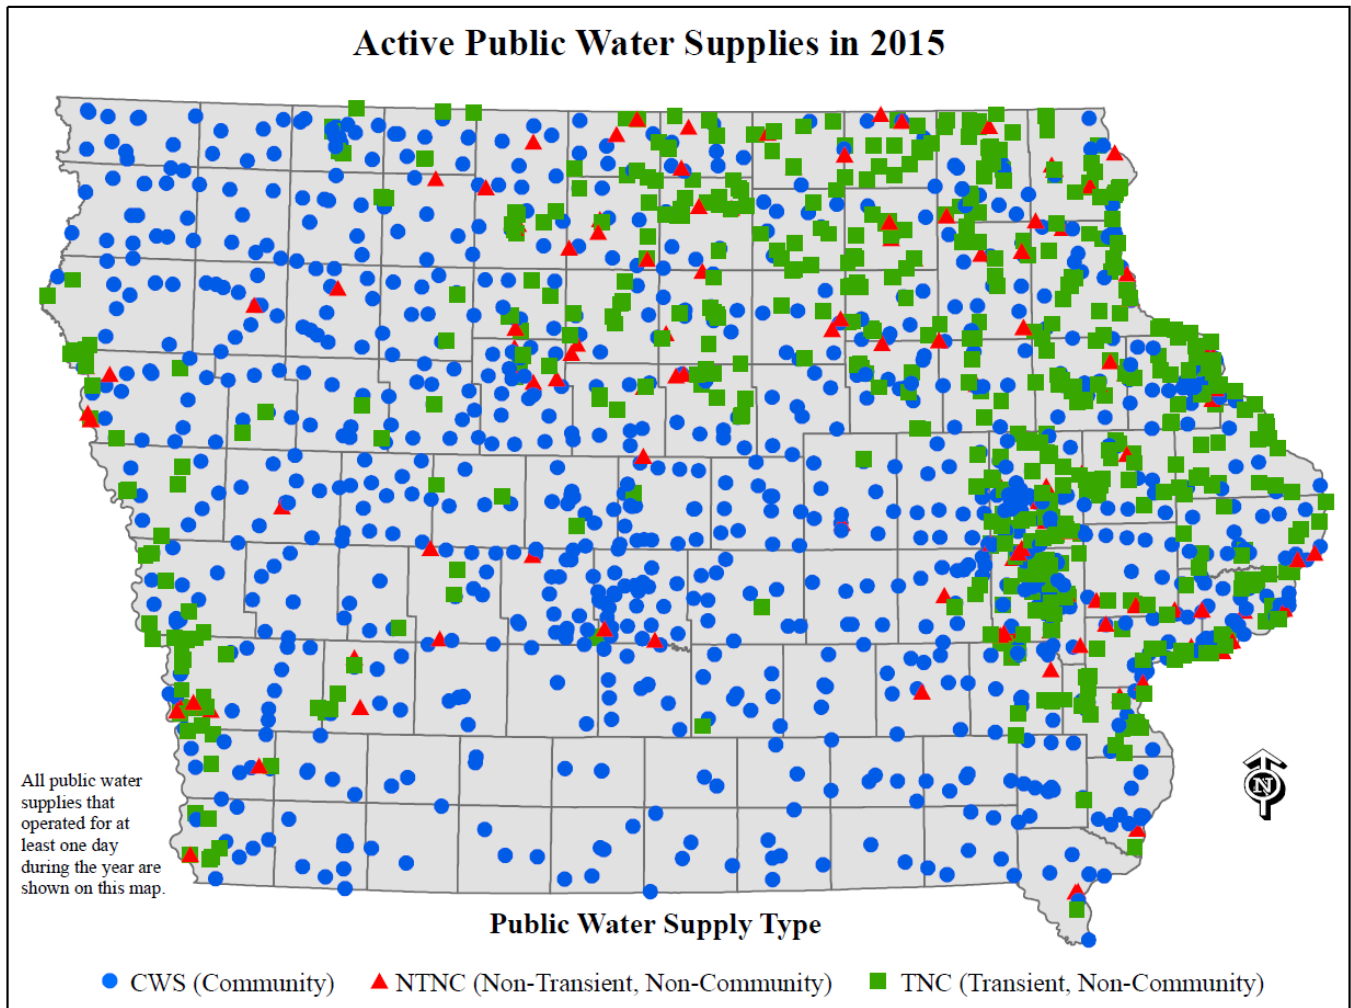 Active Public Water Supplies in 2015
All public water
supplies that
operated for at
least one day
during the year are
shown on this map.
N
Public Water Supply Type
CWS (Community)
NTNC (Non-Transient, Non-Community)
TNC (Transient, Non-Community)